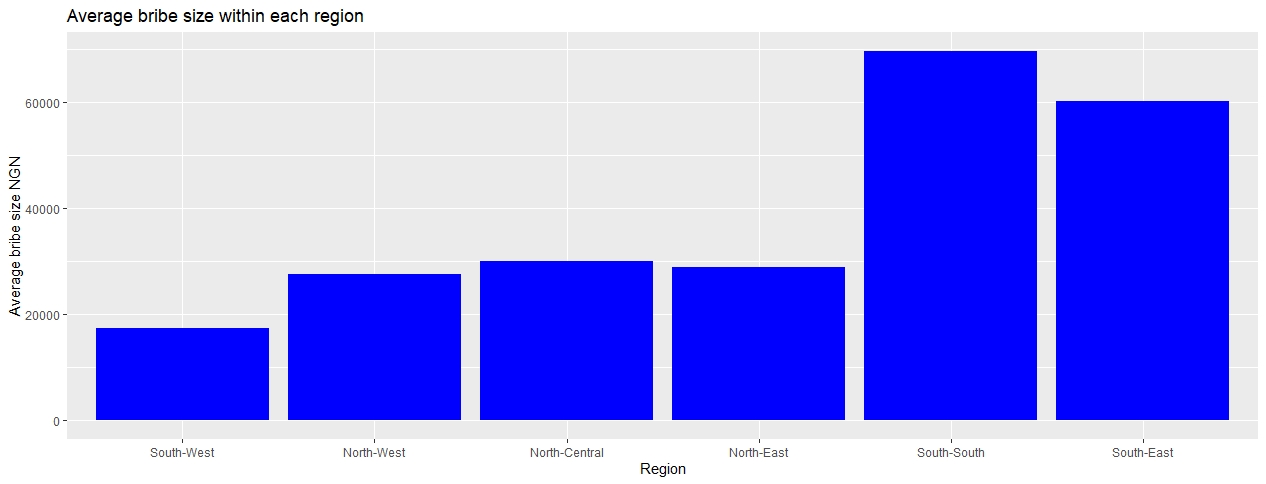 Average bribe size within each region
Average bribe size NGN
60000
40000
20000
0
South-West North-West North-Central North-East South-South South-East
Region